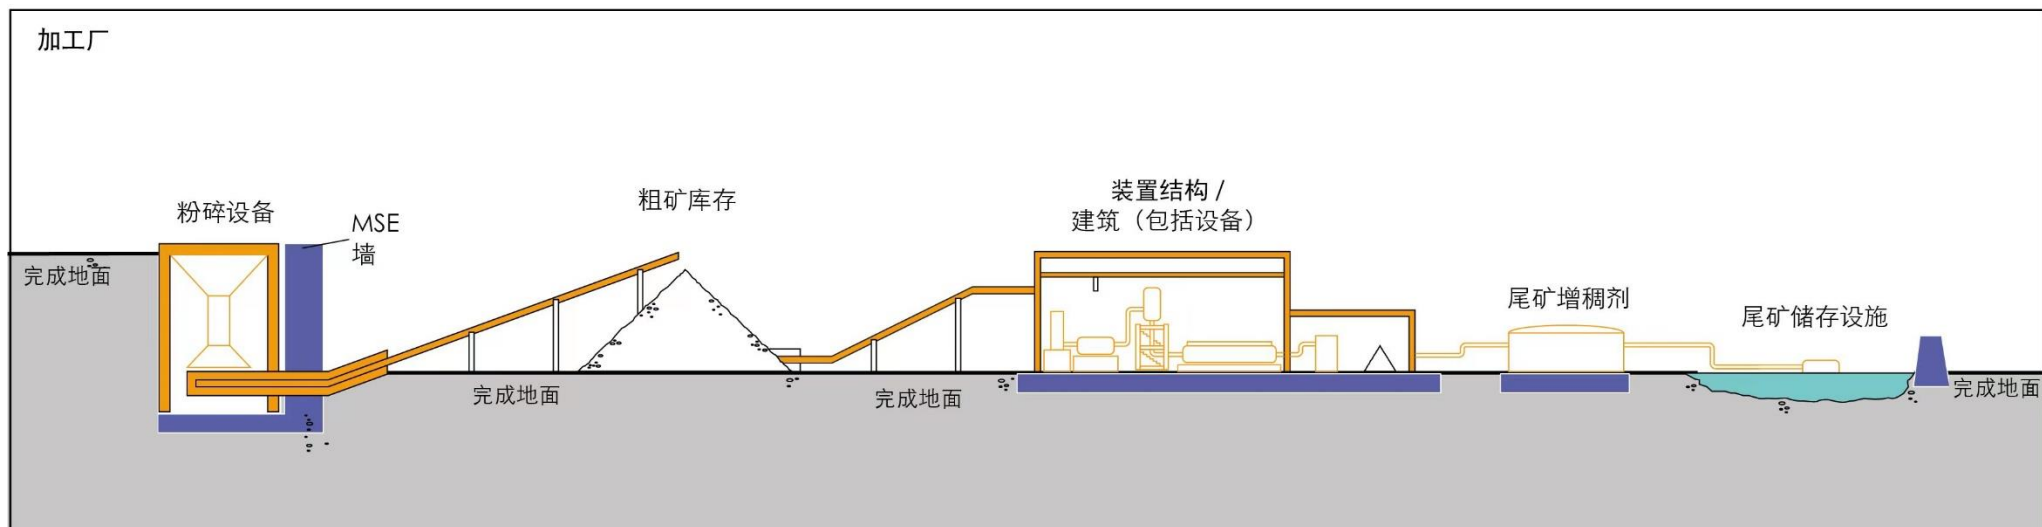 加工厂
粉碎设备
MSE
墙
粗矿库存
装置结构 /
建筑（包括设备）
尾矿增稠剂
尾矿储存设施
完成地面
完成地面
完成地面
完成地面